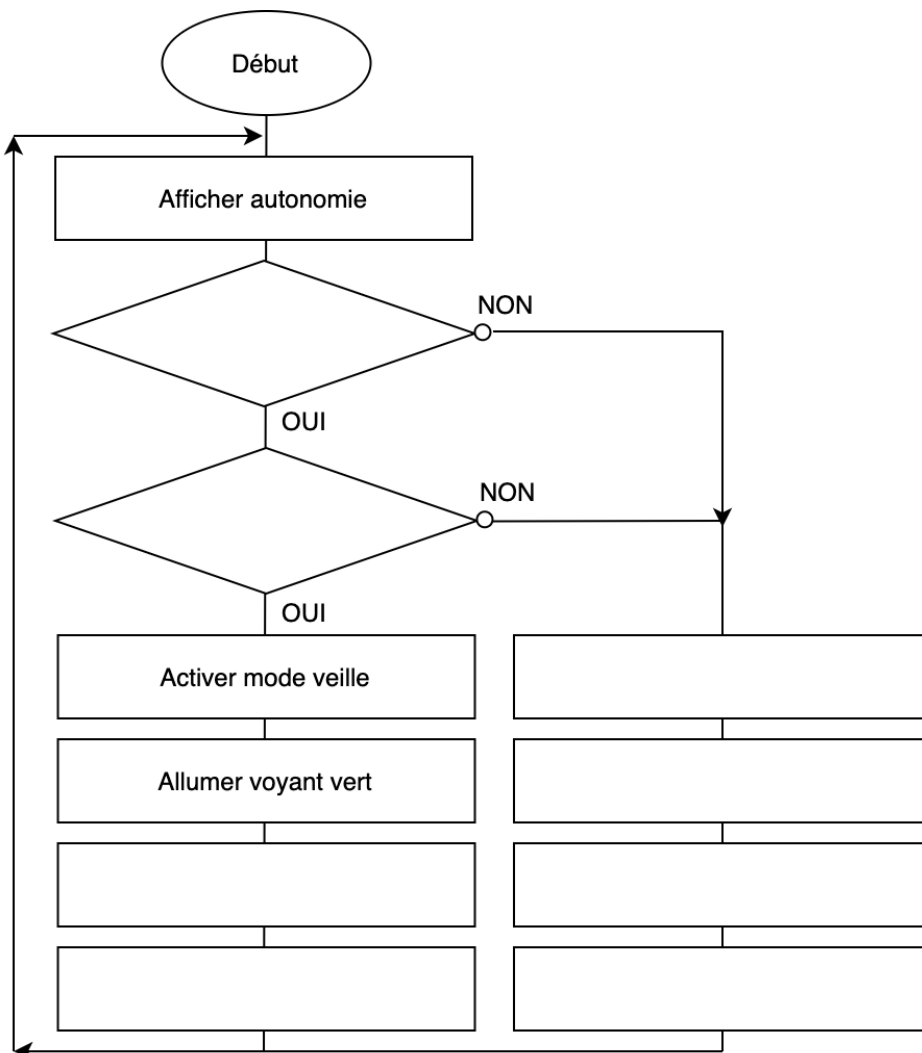 Début
Afficher autonomie
NON
OUI
NON
OUI
Activer mode veille
Allumer voyant vert